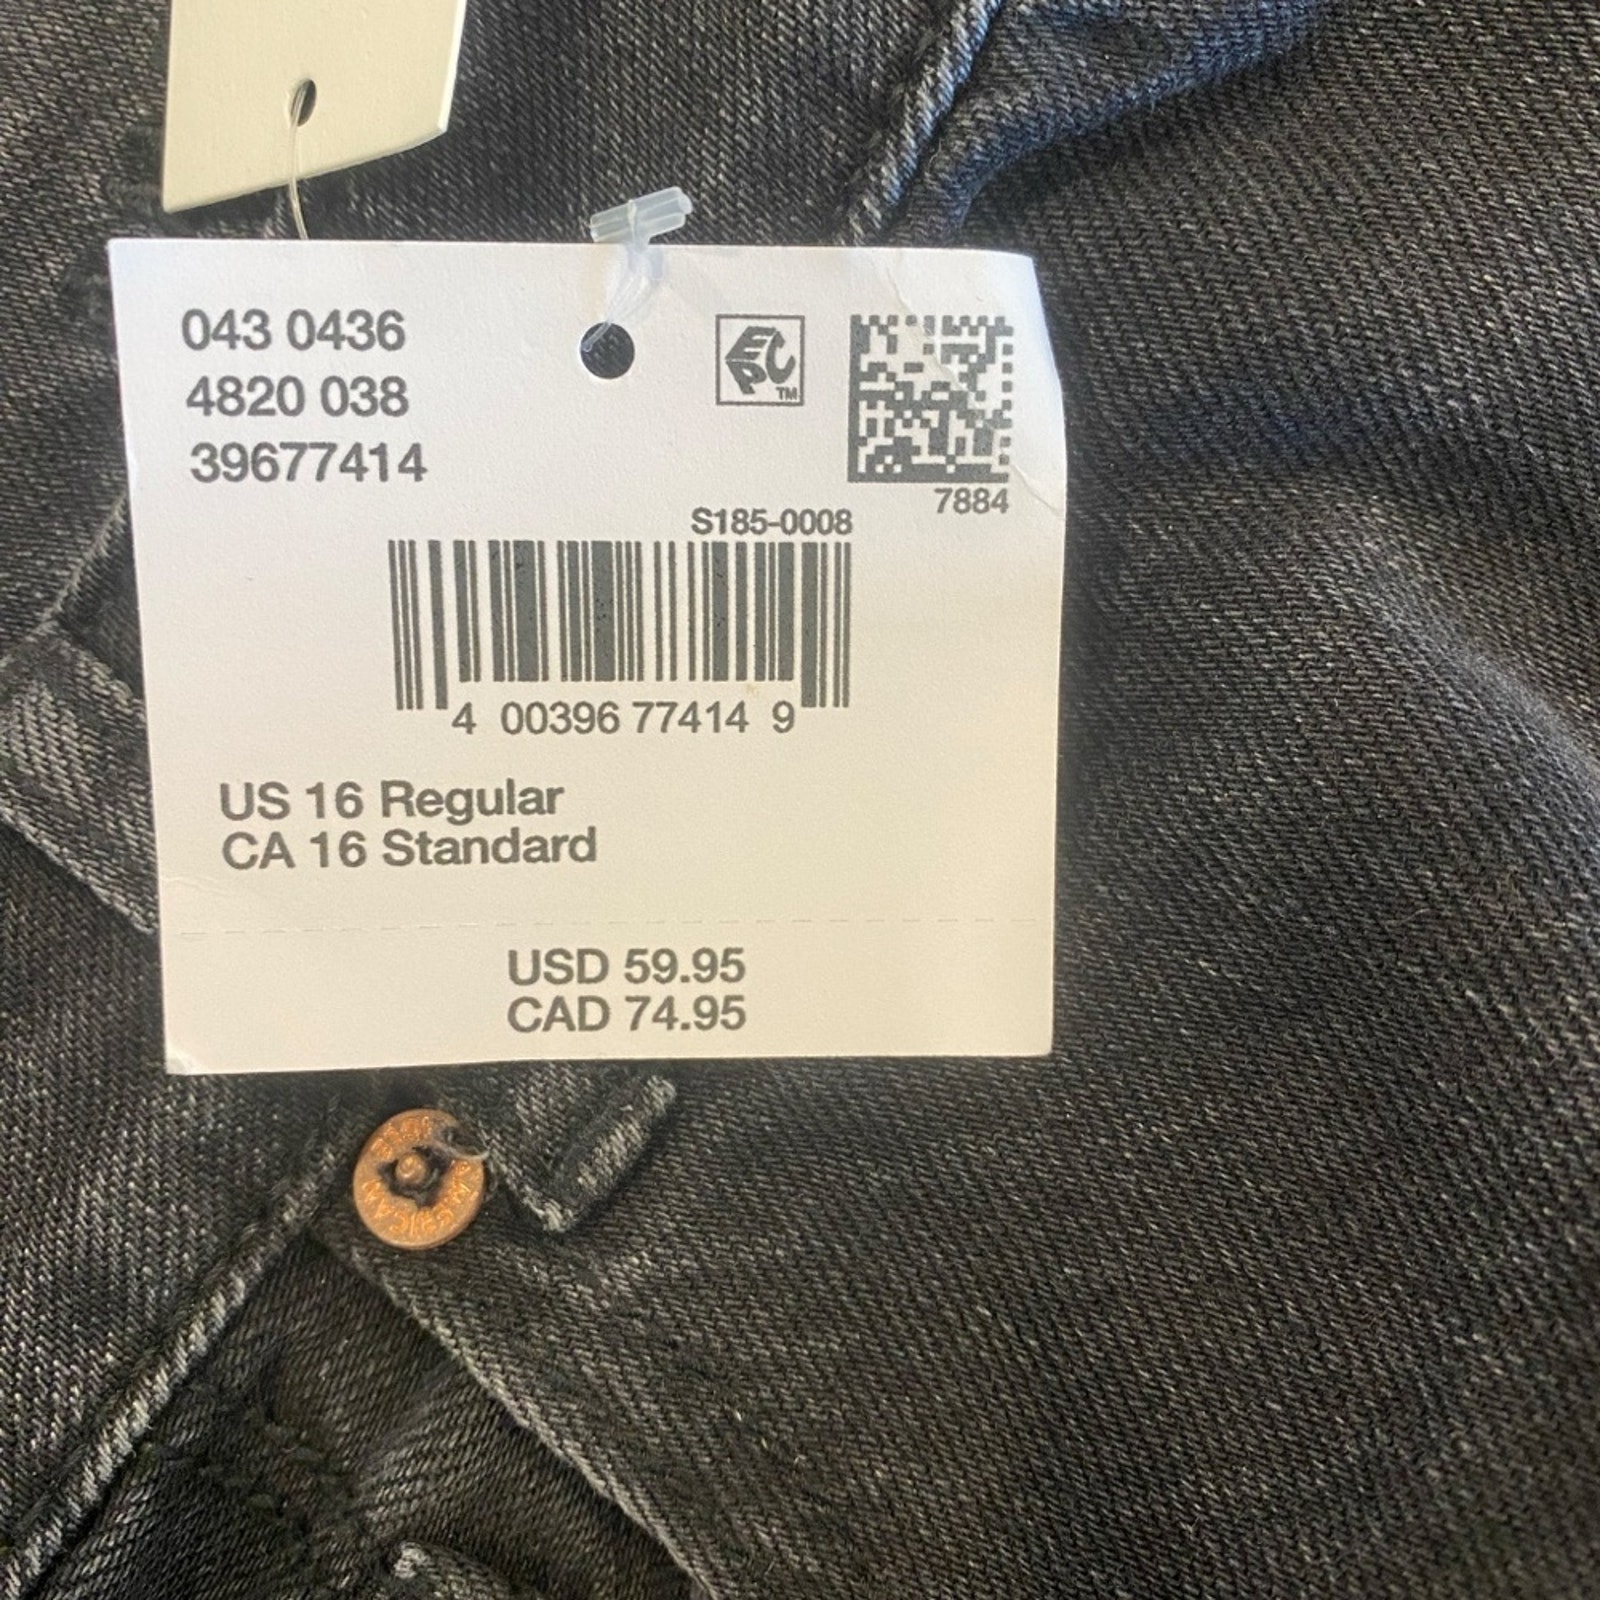 043 0436
4820 038
39677414
EPC
TM
7884
S185-0008
4 00396 77414 9
US 16 Regular
CA 16 Standard
USD 59.95
CAD 74.95
AMERICAN